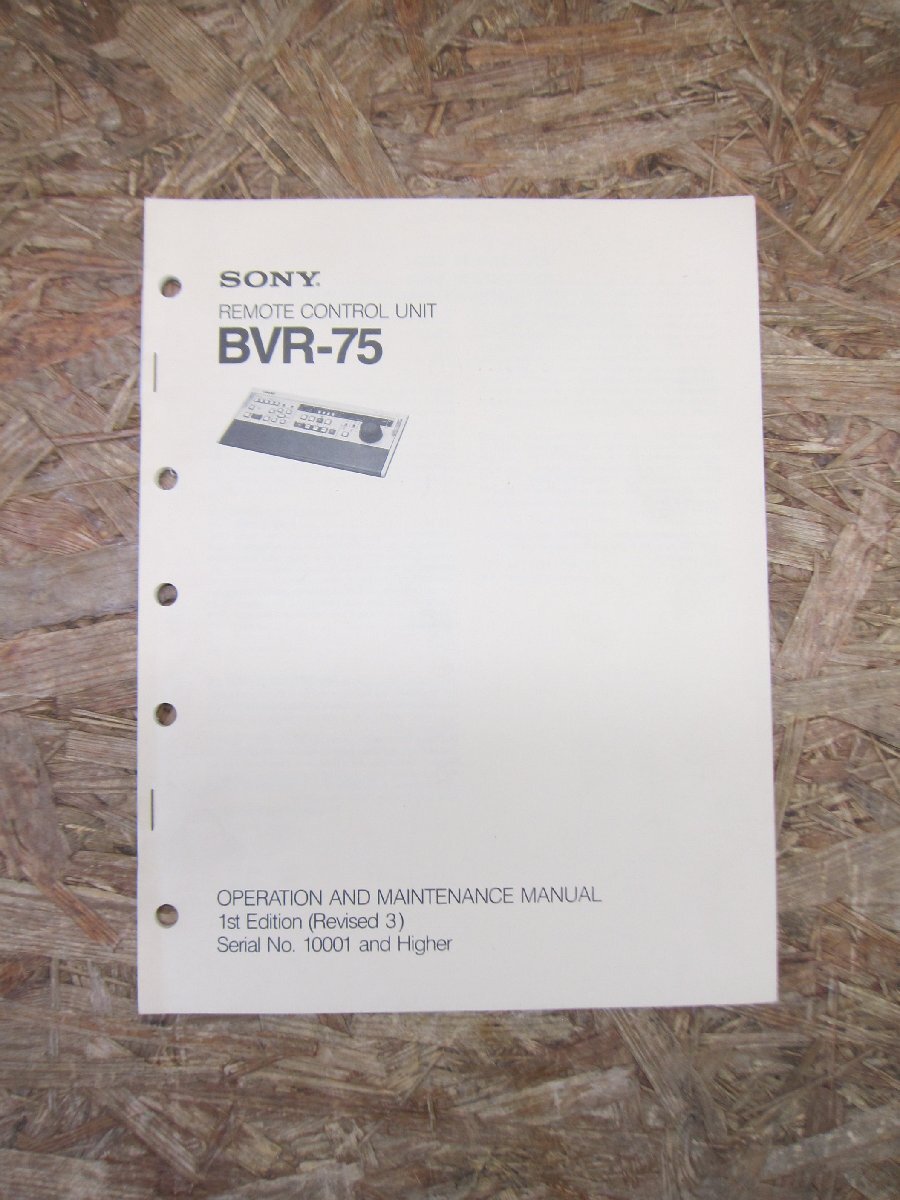 SONY.
REMOTE CONTROL UNIT
BVR-75
OPERATION AND MAINTENANCE MANUAL
1st Edition (Revised 3)
Serial No. 10001 and Higher